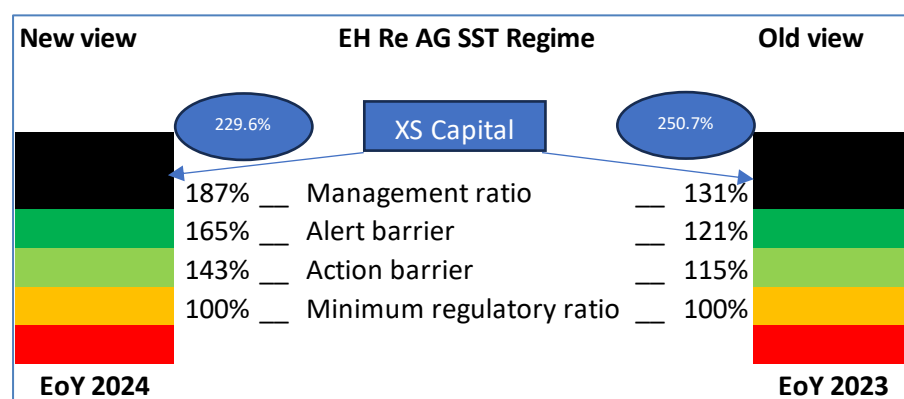 New view EH Re AG SST Regime Old view
229.6% XS Capital 250.7%
187% __ Management ratio __ 131%
165% __ Alert barrier __ 121%
143% __ Action barrier __ 115%
100% __ Minimum regulatory ratio __ 100%
EoY 2024 EoY 2023